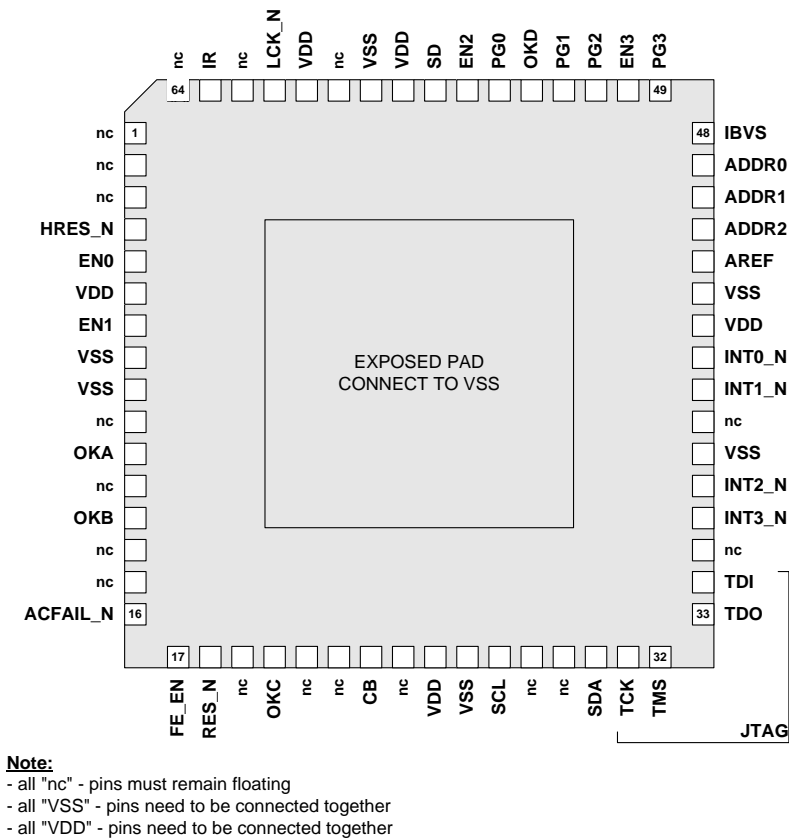 nc
IR
nc
LCK_N
VDD
nc
VSS
VDD
SD
EN2
PG0
OKD
PG1
PG2
EN3
PG3
64
49
nc
1
nc
nc
HRES_N
EN0
VDD
EN1
VSS
VSS
nc
OKA
nc
OKB
nc
nc
ACFAIL_N
16
EXPOSED PAD
CONNECT TO VSS
48
IBVS
ADDR0
ADDR1
ADDR2
AREF
VSS
VDD
INT0_N
INT1_N
nc
VSS
INT2_N
INT3_N
nc
TDI
33
TDO
17
32
FE_EN
RES_N
nc
OKC
nc
nc
CB
nc
VDD
VSS
SCL
nc
nc
SDA
TCK
TMS
JTAG
Note:
- all "nc" - pins must remain floating
- all "VSS" - pins need to be connected together
- all "VDD" - pins need to be connected together